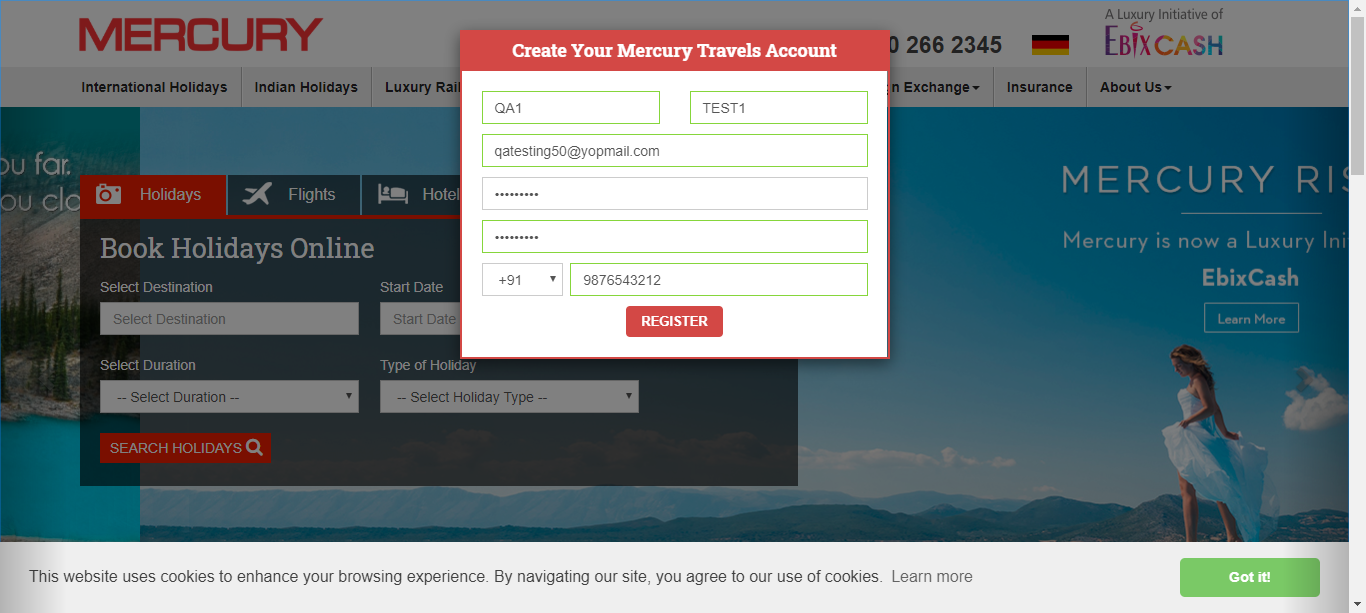 MERCURY
A Luxury Initiative of
EBIXCASH
0 266 2345
International Holidays
Indian Holidays
Luxury Rail
n Exchange
Insurance
About Us
Create Your Mercury Travels Account
QA1
TEST1
qatesting50@yopmail.com
•••••••••
•••••••••
+91
9876543212
REGISTER
ou far.
ou clo
Holidays
Flights
Hotel
Book Holidays Online
Select Destination
Start Date
Select Destination
Start Date
Select Duration
Type of Holiday
-- Select Duration --
-- Select Holiday Type --
SEARCH HOLIDAYS
MERCURY RIS
Mercury is now a Luxury Ini
EbixCash
Learn More
This website uses cookies to enhance your browsing experience. By navigating our site, you agree to our use of cookies. Learn more
Got it!